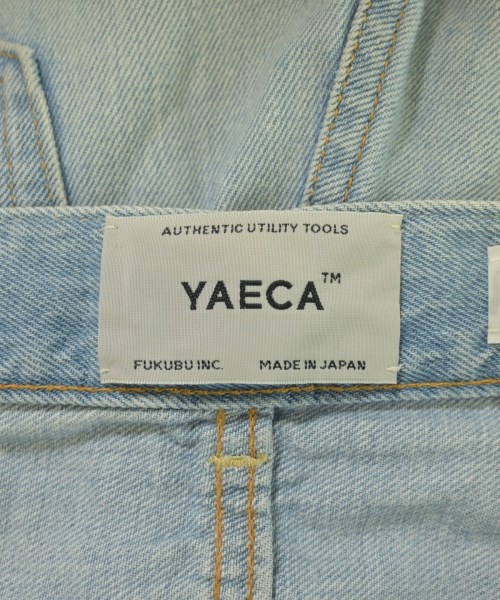 AUTHENTIC UTILITY TOOLS
YAECA™
FUKUBU INC. MADE IN JAPAN